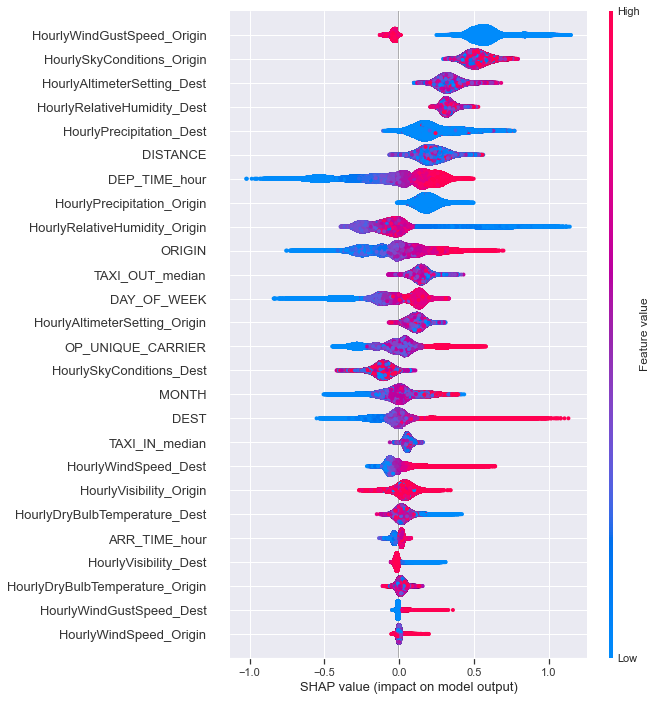 High
HourlyWindGustSpeed_Origin
HourlySkyConditions_Origin
HourlyAltimeterSetting_Dest
HourlyRelativeHumidity_Dest
HourlyPrecipitation_Dest
DISTANCE
DEP_TIME_hour
HourlyPrecipitation_Origin
HourlyRelativeHumidity_Origin
ORIGIN
TAXI_OUT_median
DAY_OF_WEEK
HourlyAltimeterSetting_Origin
OP_UNIQUE_CARRIER
HourlySkyConditions_Dest
MONTH
DEST
TAXI_IN_median
HourlyWindSpeed_Dest
HourlyVisibility_Origin
HourlyDryBulbTemperature_Dest
ARR_TIME_hour
HourlyVisibility_Dest
HourlyDryBulbTemperature_Origin
HourlyWindGustSpeed_Dest
HourlyWindSpeed_Origin
Feature value
Low
−1.0 −0.5 0.0 0.5 1.0
SHAP value (impact on model output)